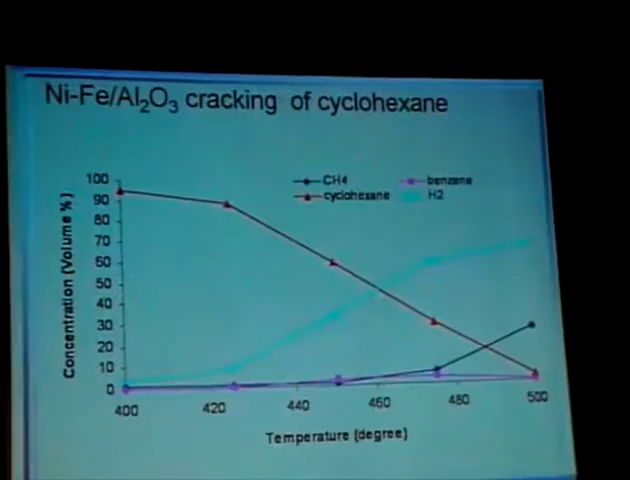 Ni-Fe/Al₂O₃ cracking of cyclohexane
CH4
benzene
cyclohexane
H2
Concentration (Volume %)
100
90
80
70
60
50
40
30
20
10
0
400
420
440
460
480
500
Temperature (degree)